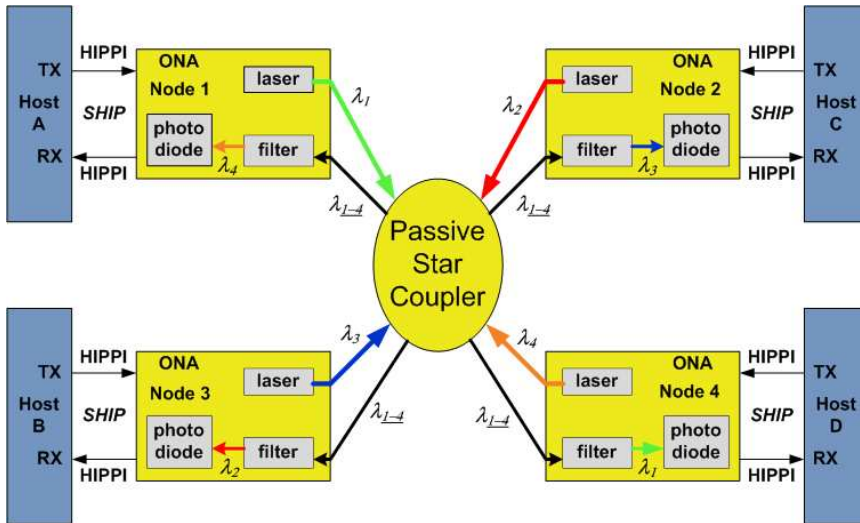 HIPPI
TX
Host
A
SHIP
RX
HIPPI
ONA
Node 1
laser
photo
diode
λ4
filter
λ1
λ1–4
HIPPI
TX
Host
C
SHIP
RX
HIPPI
ONA
Node 2
laser
filter
λ3
photo
diode
λ2
λ1–4
Passive
Star
Coupler
HIPPI
TX
Host
B
SHIP
RX
HIPPI
ONA
Node 3
laser
photo
diode
λ2
filter
λ3
λ1–4
HIPPI
TX
Host
D
SHIP
RX
HIPPI
ONA
Node 4
laser
filter
λ1
photo
diode
λ4
λ1–4